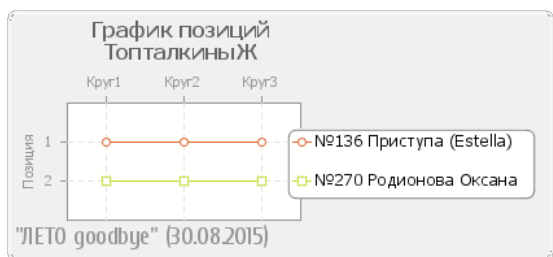 График позиций
ТопталкиныЖ
Круг1 Круг2 Круг3
Позиция
1
2
№136 Приступа (Estella)
№270 Родионова Оксана
"ЛЕТО goodbye" (30.08.2015)